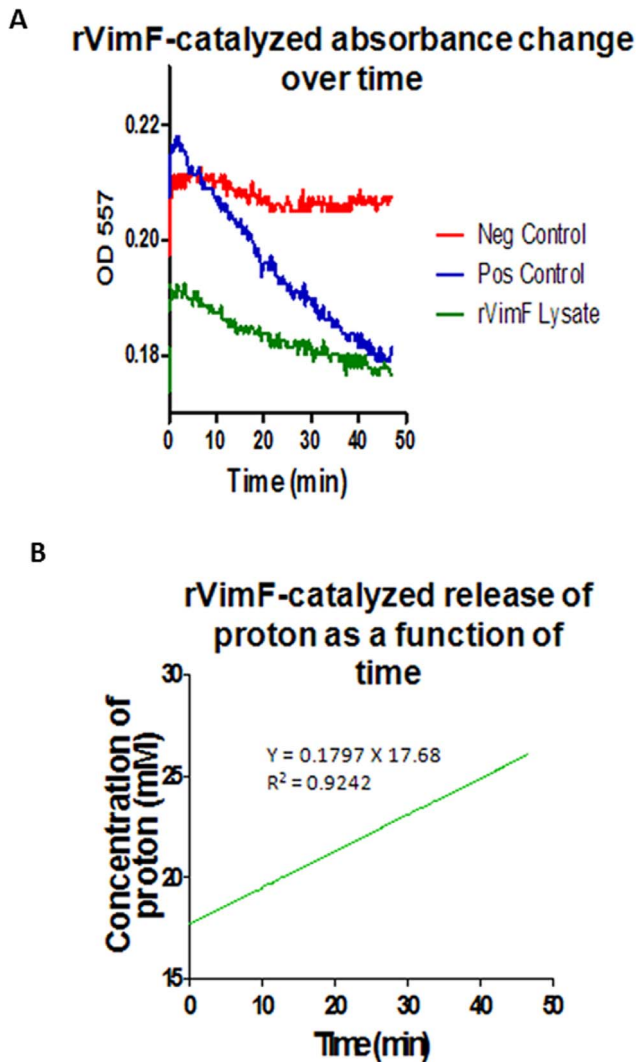 A
rVimF-catalyzed absorbance change
over time
0.22
0.20
0.18
OD 557
0 10 20 30 40 50
Time (min)
Neg Control
Pos Control
rVimF Lysate
B
rVimF-catalyzed release of
proton as a function of
time
30
25
20
15
Concentration of
proton (mM)
Y = 0.1797 X 17.68
R² = 0.9242
0 10 20 30 40 50
Time (min)